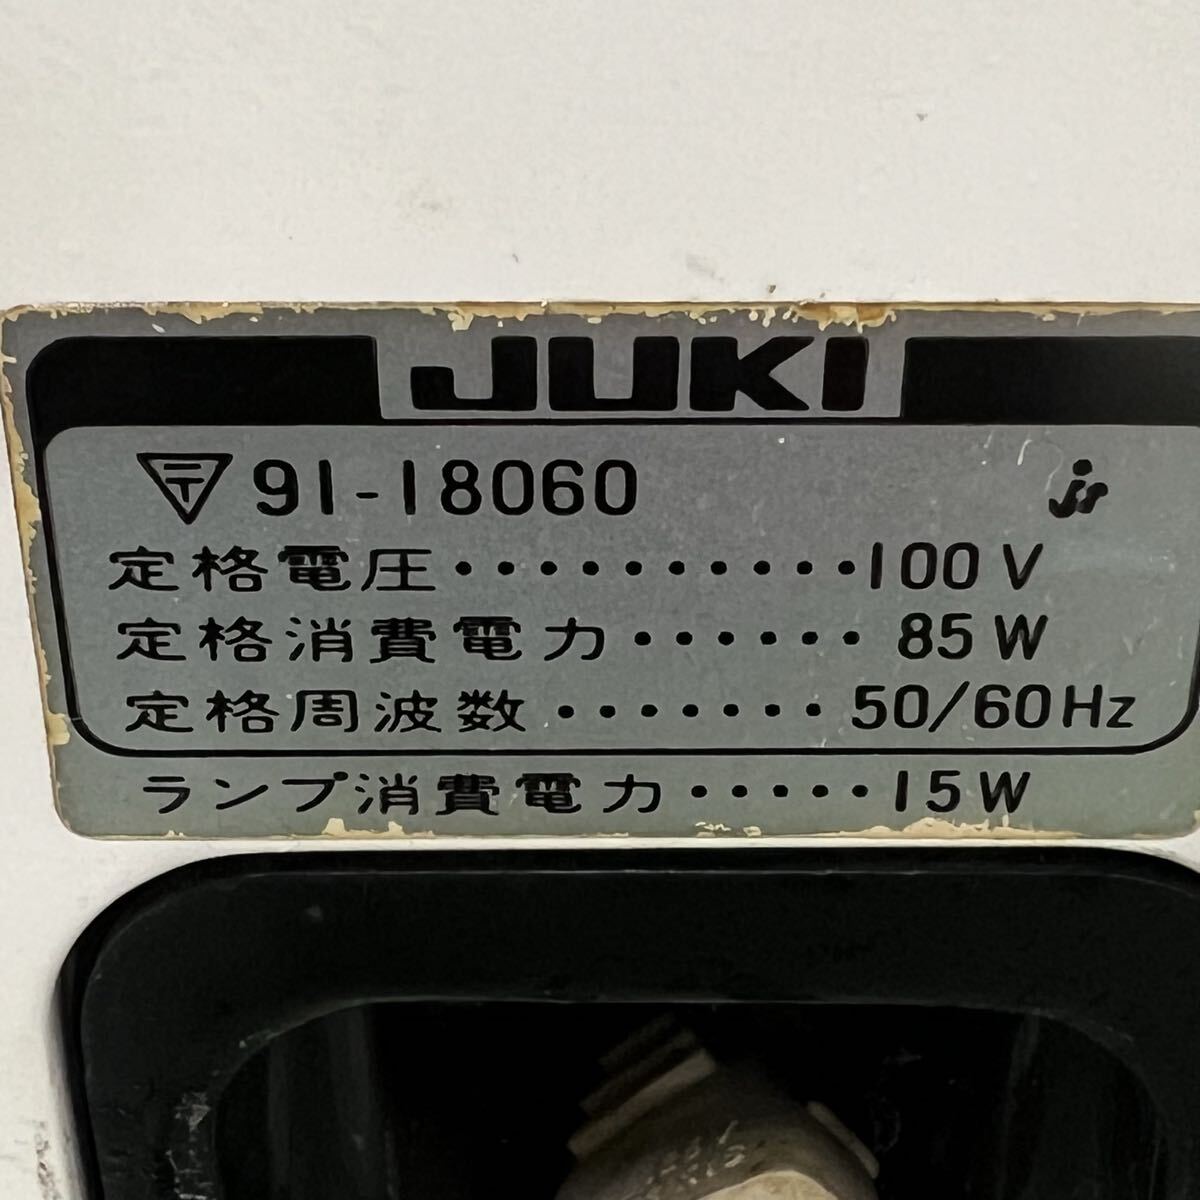 JUKI
〒91-18060
定格電圧・・・・・・・・・・・100V
定格消費電力・・・・・・85W
定格周波数・・・・・・・50/60Hz
ランプ消費電力・・・・・15W